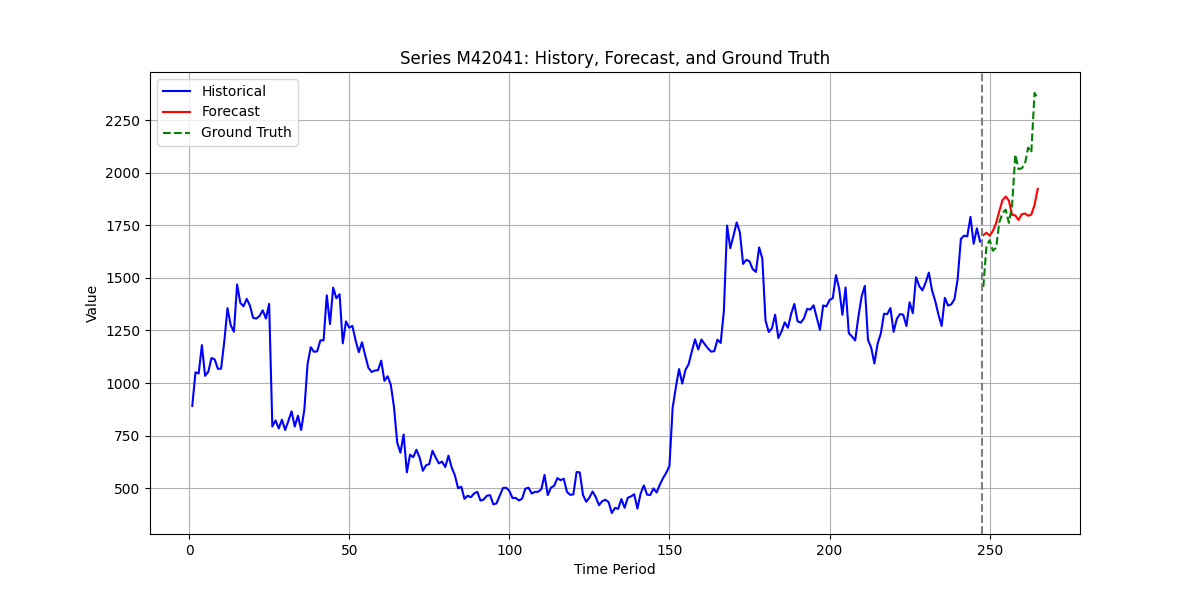 Series M42041: History, Forecast, and Ground Truth
Historical
Forecast
Ground Truth
2250
2000
1750
1500
1250
1000
750
500
Value
0 50 100 150 200 250
Time Period